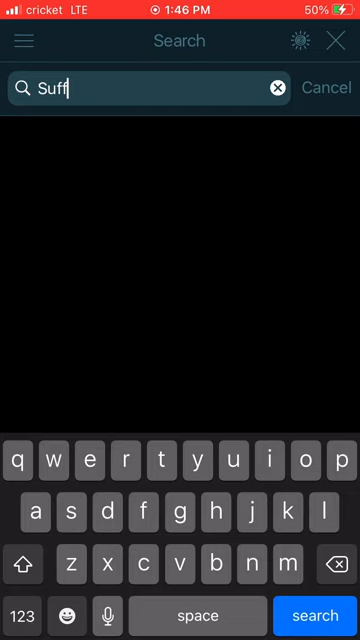 cricket LTE 1:46 PM 50%
Search
Suff Cancel
q w e r t y u i o p
a s d f g h j k l
z x c v b n m
123 space search